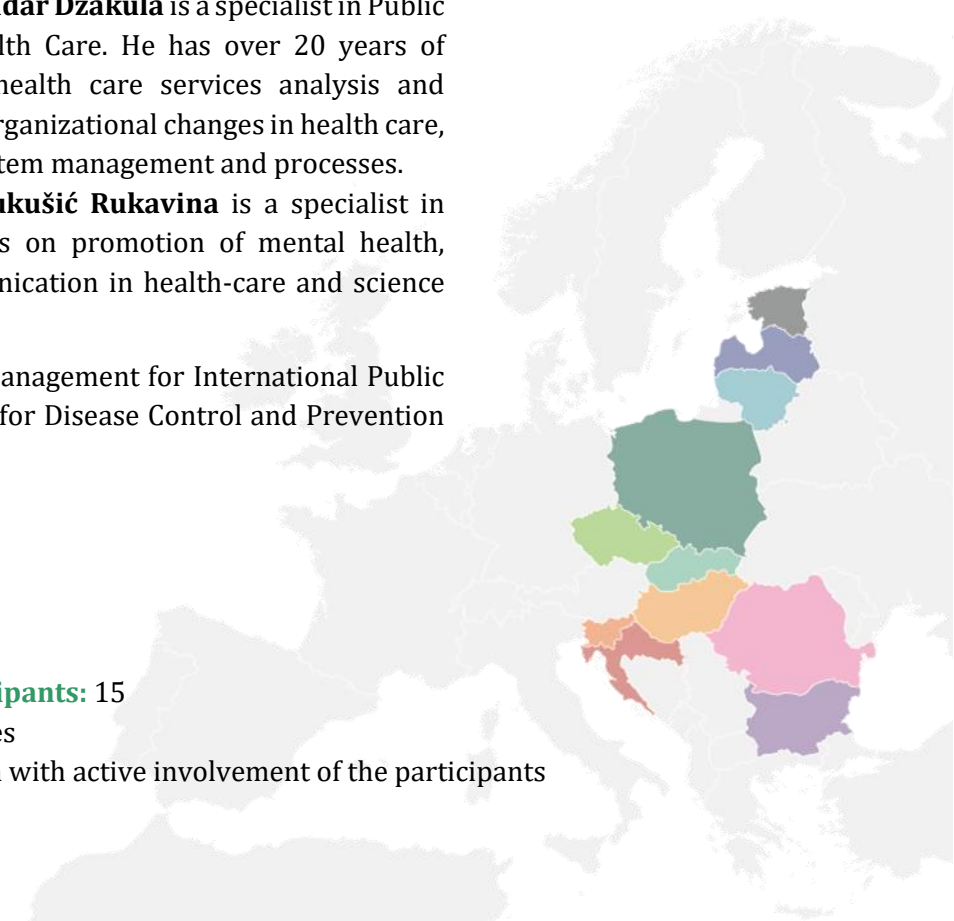 dar Džakula is a specialist in Public
lth Care. He has over 20 years of
health care services analysis and
rganizational changes in health care,
tem management and processes.
ukušić Rukavina is a specialist in
s on promotion of mental health,
nication in health-care and science
anagement for International Public
for Disease Control and Prevention
ipants: 15
es
with active involvement of the participants